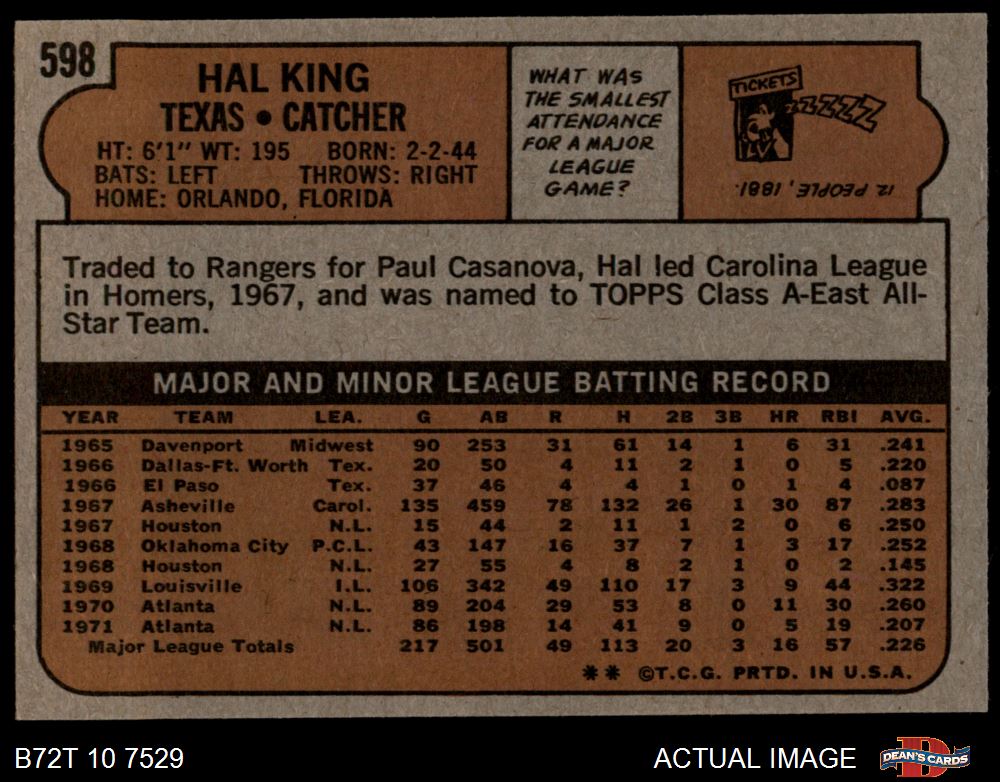 598
HAL KING
TEXAS • CATCHER
HT: 6'1" WT: 195 BORN: 2-2-44
BATS: LEFT THROWS: RIGHT
HOME: ORLANDO, FLORIDA
WHAT WAS
THE SMALLEST
ATTENDANCE
FOR A MAJOR
LEAGUE
GAME?
TICKETS
ZZZZZZ
12 PEOPLE, 1881.
Traded to Rangers for Paul Casanova, Hal led Carolina League
in Homers, 1967, and was named to TOPPS Class A-East All-
Star Team.
MAJOR AND MINOR LEAGUE BATTING RECORD
YEAR TEAM LEA. G AB R H 2B 3B HR RBI AVG.
1965 Davenport Midwest 90 253 31 61 14 1 6 31 .241
1966 Dallas-Ft. Worth Tex. 20 50 4 11 2 1 0 5 .220
1966 El Paso Tex. 37 46 4 4 1 0 1 4 .087
1967 Asheville Carol. 135 459 78 132 26 1 30 87 .283
1967 Houston N.L. 15 44 2 11 1 2 0 6 .250
1968 Oklahoma City P.C.L. 43 147 16 37 7 1 3 17 .252
1968 Houston N.L. 27 55 4 8 2 1 0 2 .145
1969 Louisville I.L. 106 342 49 110 17 3 9 44 .322
1970 Atlanta N.L. 89 204 29 53 8 0 11 30 .260
1971 Atlanta N.L. 86 198 14 41 9 0 5 19 .207
Major League Totals 217 501 49 113 20 3 16 57 .226
** ©T.C.G. PRTD. IN U.S.A.
B72T 10 7529
ACTUAL IMAGE
DEAN'S CARDS